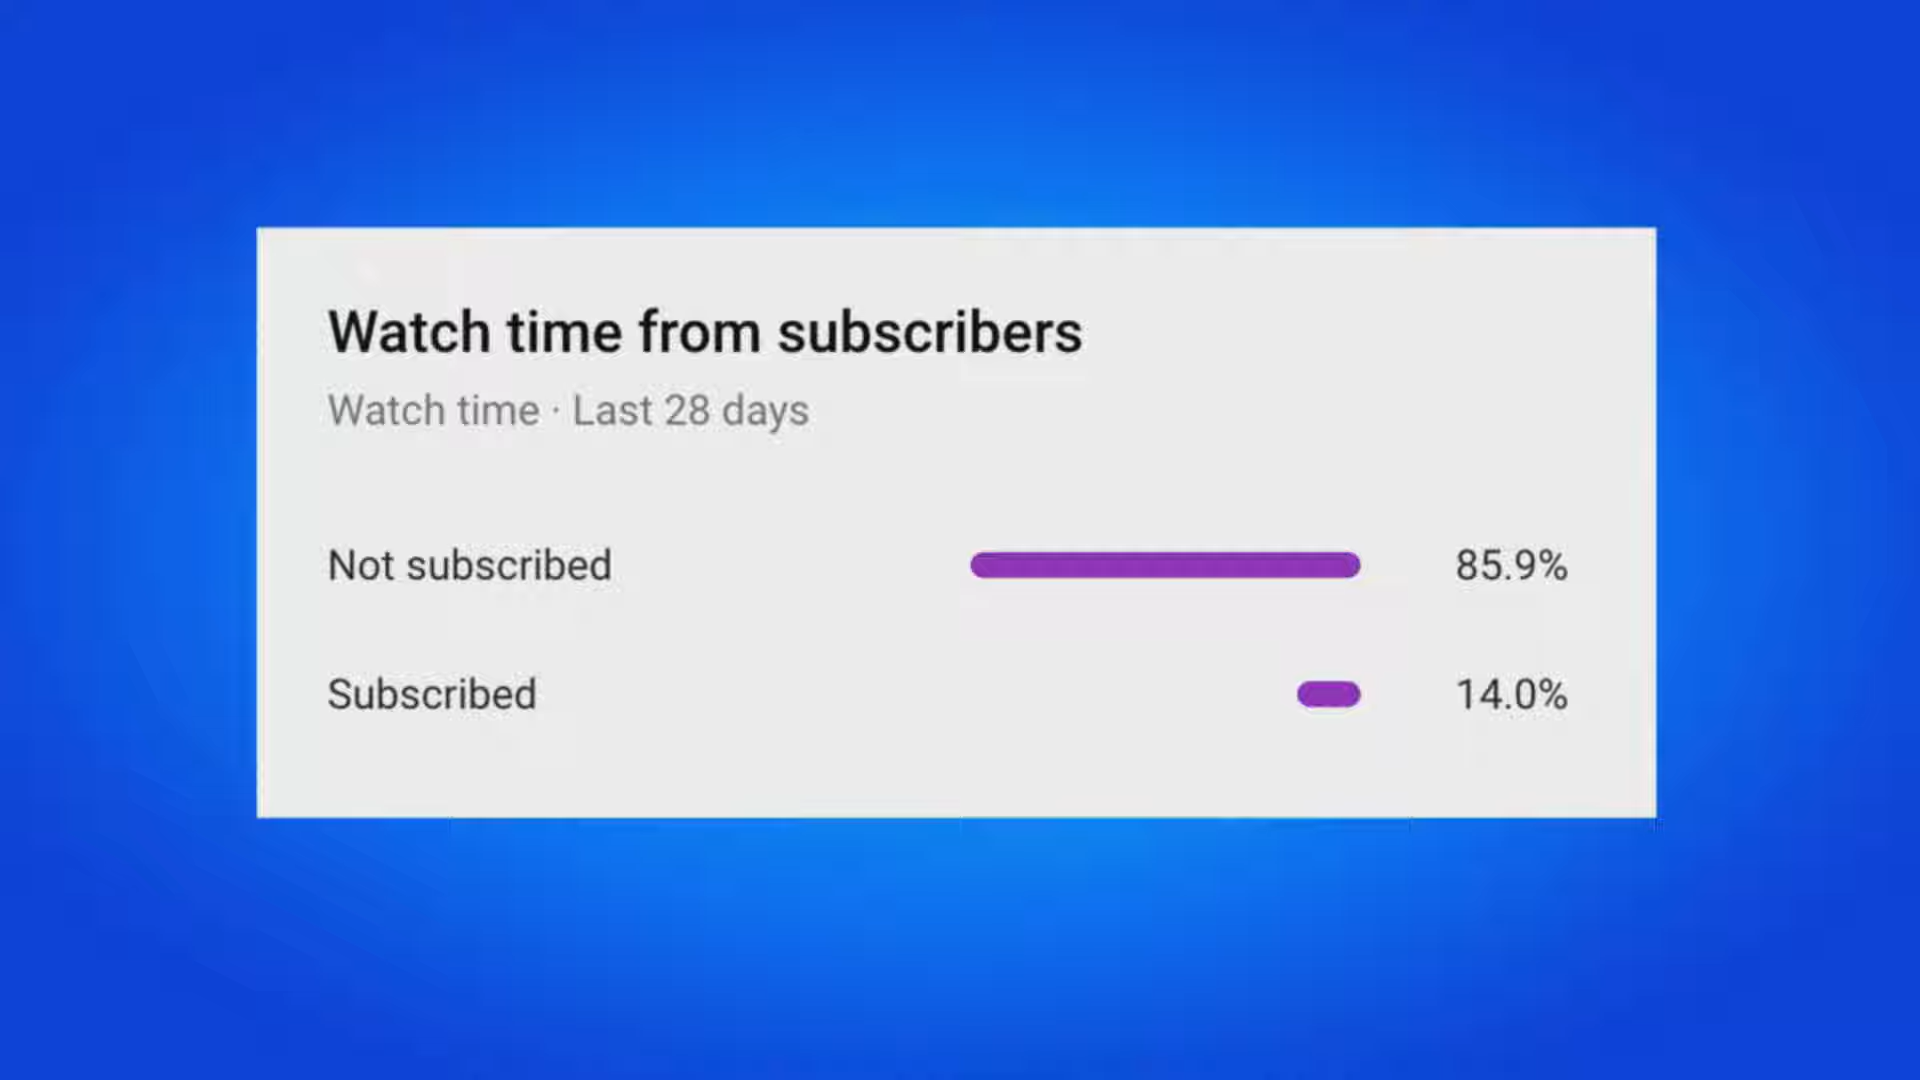 Watch time from subscribers
Watch time · Last 28 days
Not subscribed 85.9%
Subscribed 14.0%